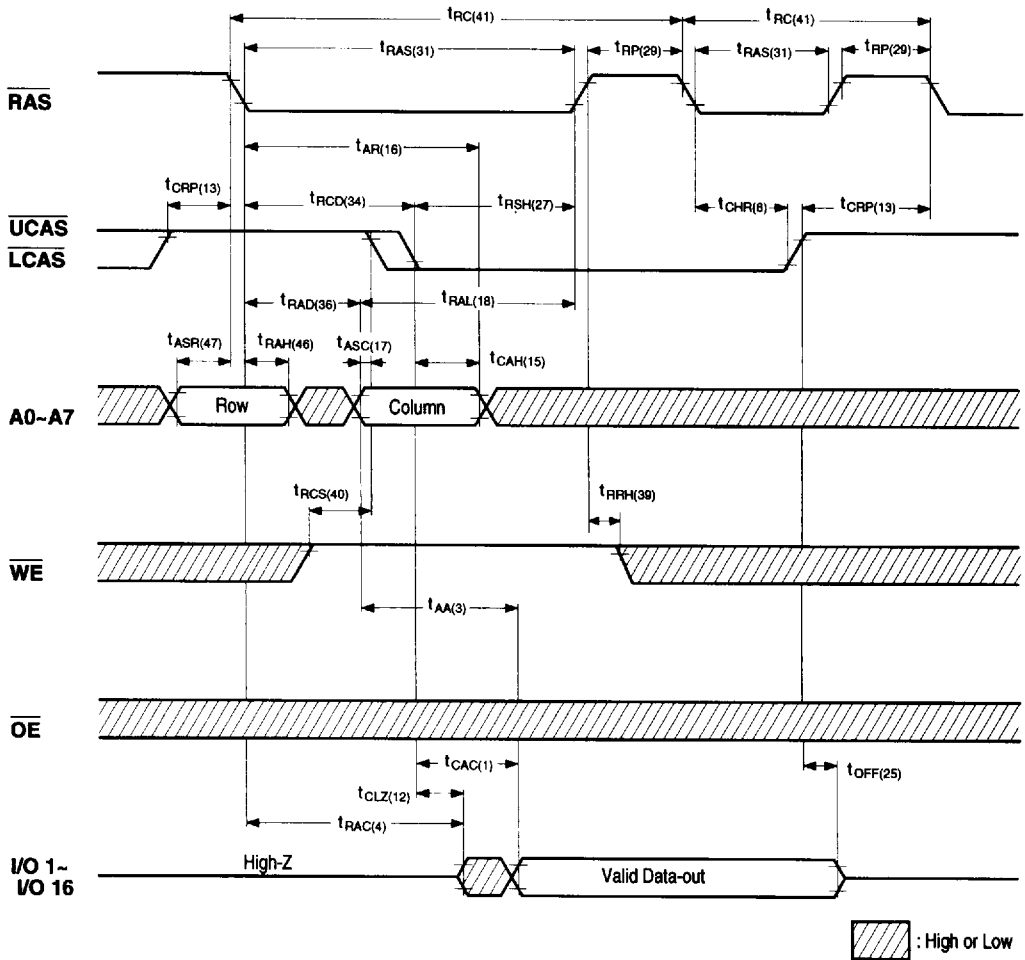 tRC(41) tRC(41)
tRAS(31) tRP(29) tRAS(31) tRP(29)
RAS
tAR(16)
tCRP(13) tRCD(34) tRSH(27) tCHR(8) tCRP(13)
UCAS
LCAS
tRAD(36) tRAL(18)
tASR(47) tRAH(46) tASC(17) tCAH(15)
A0~A7 Row Column
tRCS(40) tRRH(39)
WE
tAA(3)
OE
tCAC(1) tOFF(25)
tCLZ(12)
tRAC(4)
I/O 1~ High-Z Valid Data-out
I/O 16
: High or Low